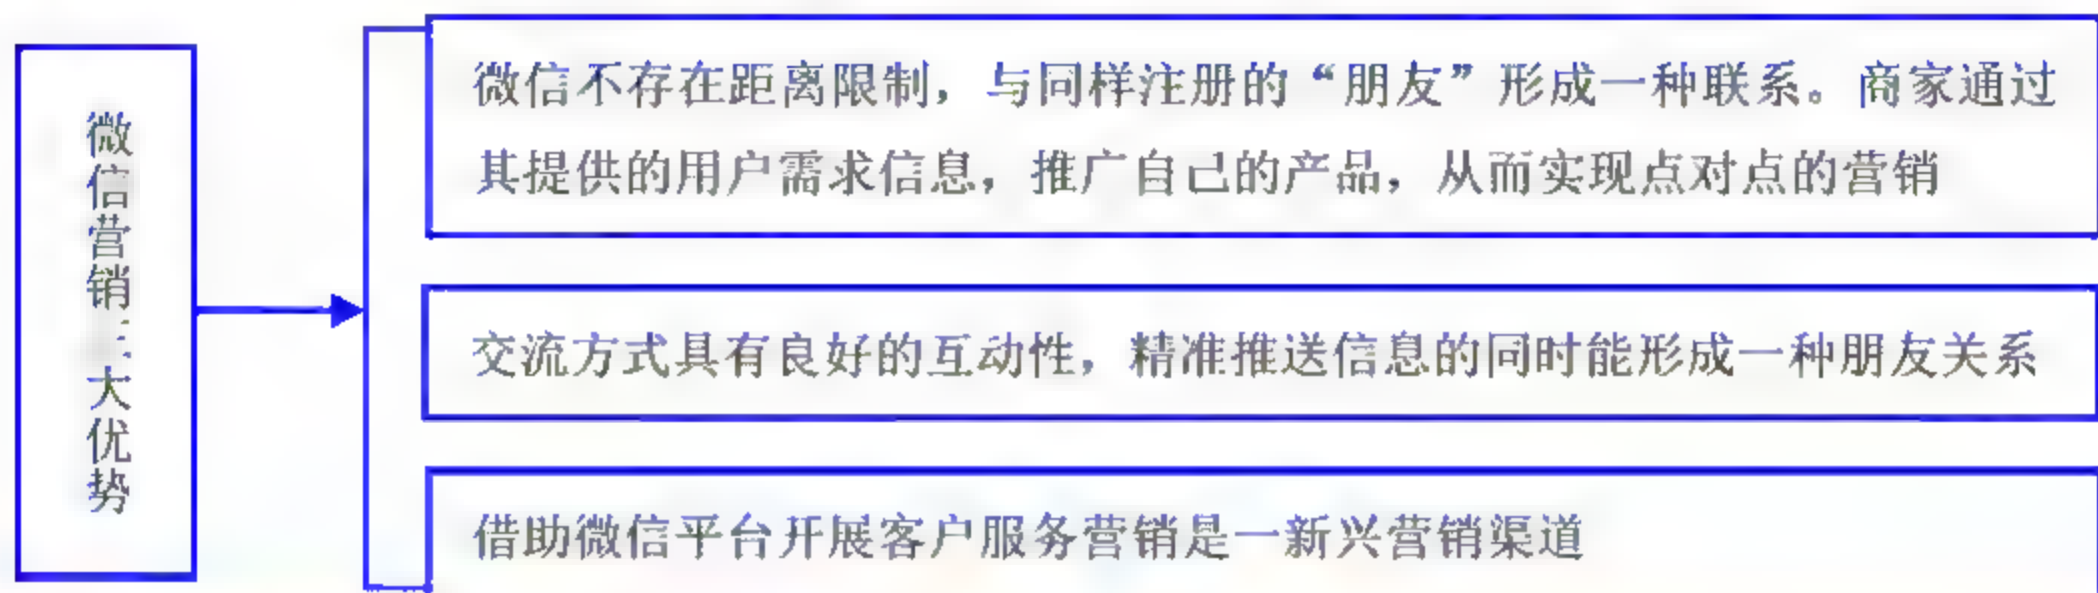 微信营销三大优势
微信不存在距离限制，与同样注册的“朋友”形成一种联系。商家通过
其提供的用户需求信息，推广自己的产品，从而实现点对点的营销
交流方式具有良好的互动性，精准推送信息的同时能形成一种朋友关系
借助微信平台开展客户服务营销是一新兴营销渠道